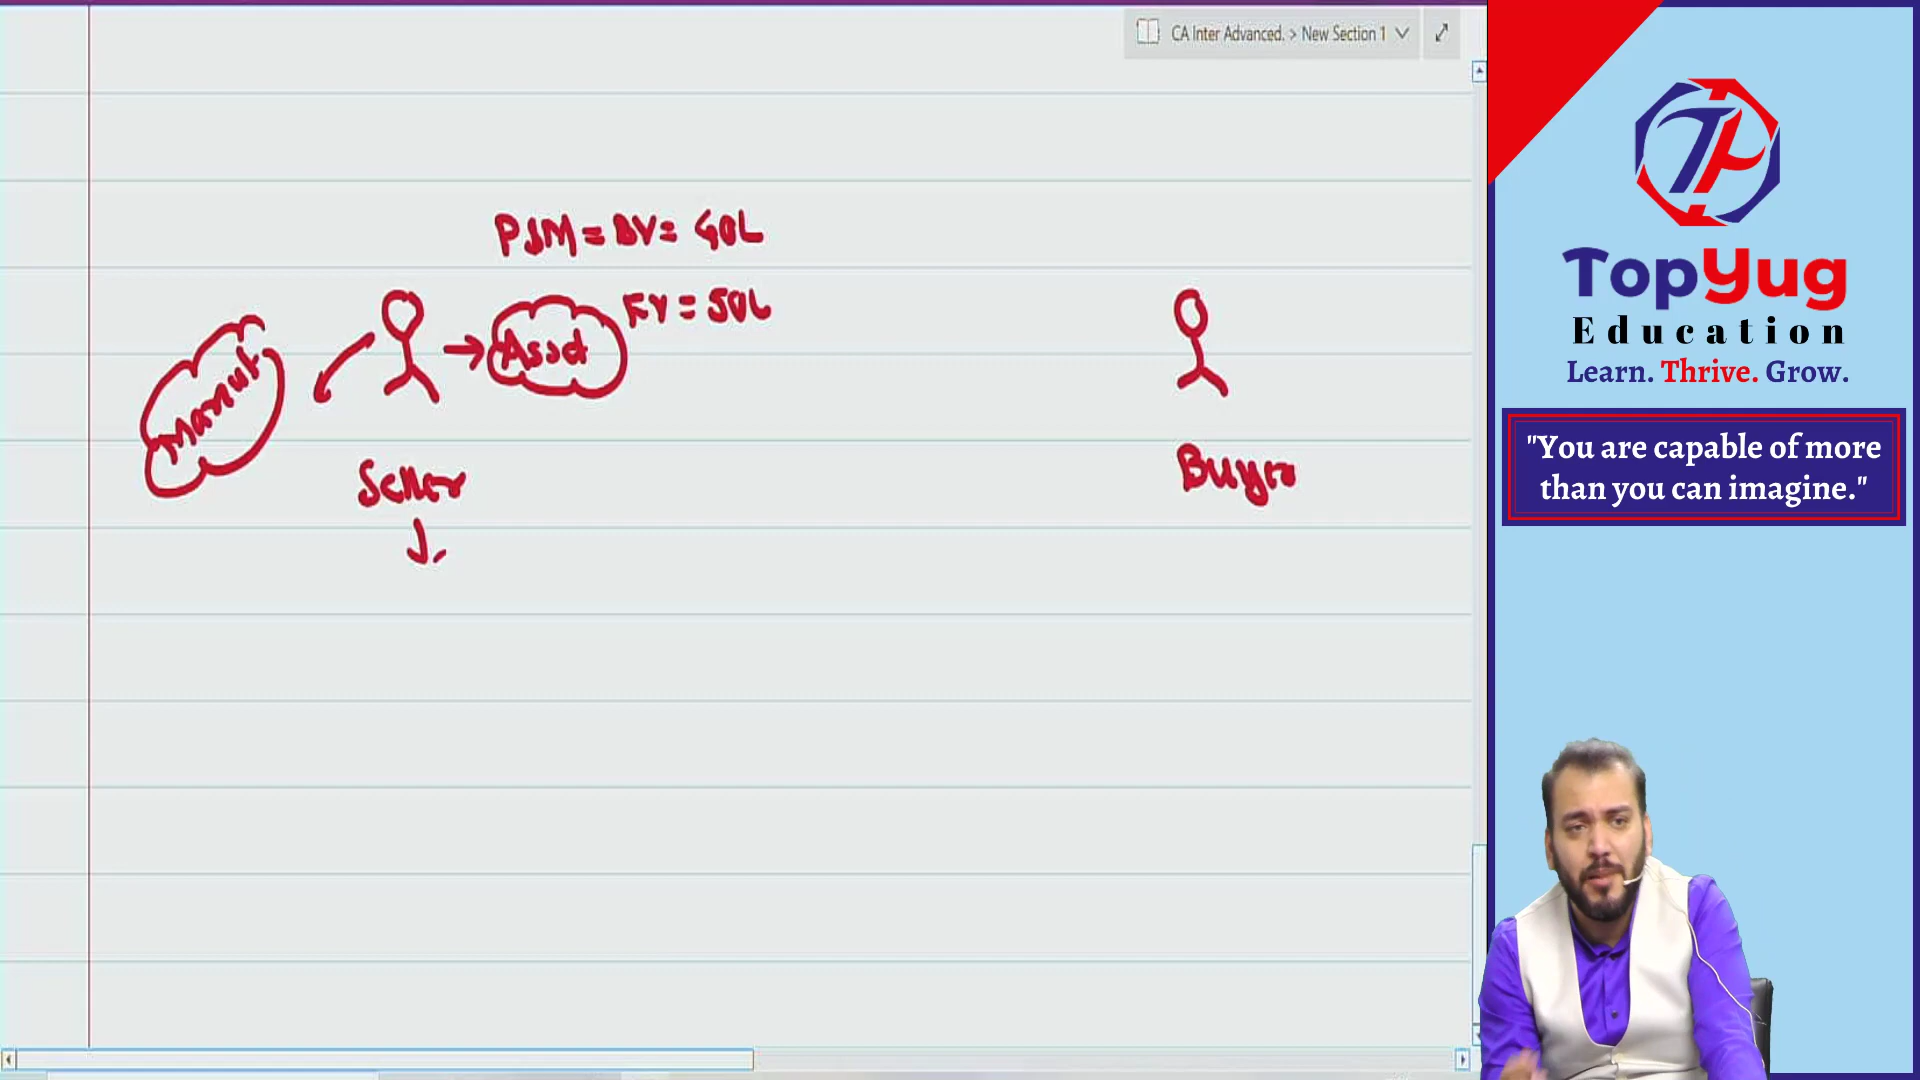 CA Inter Advanced. > New Section 1
PSM = BV = 40L
FV = 50L
Asset
Seller
Buyer
TopYug
Education
Learn. Thrive. Grow.
"You are capable of more
than you can imagine."